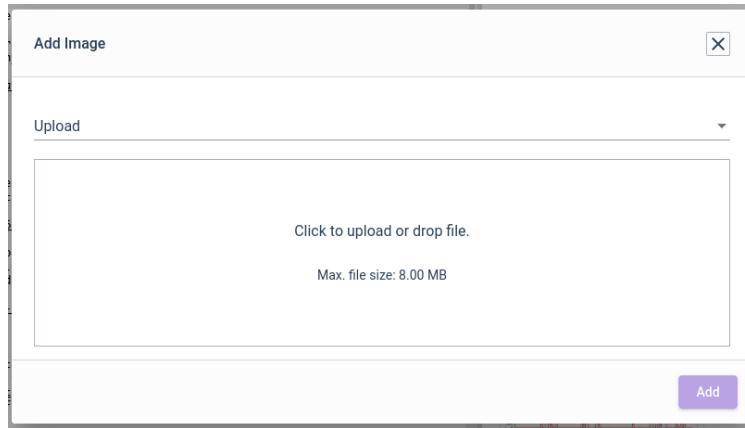 Add Image
Upload
Click to upload or drop file.
Max. file size: 8.00 MB
Add